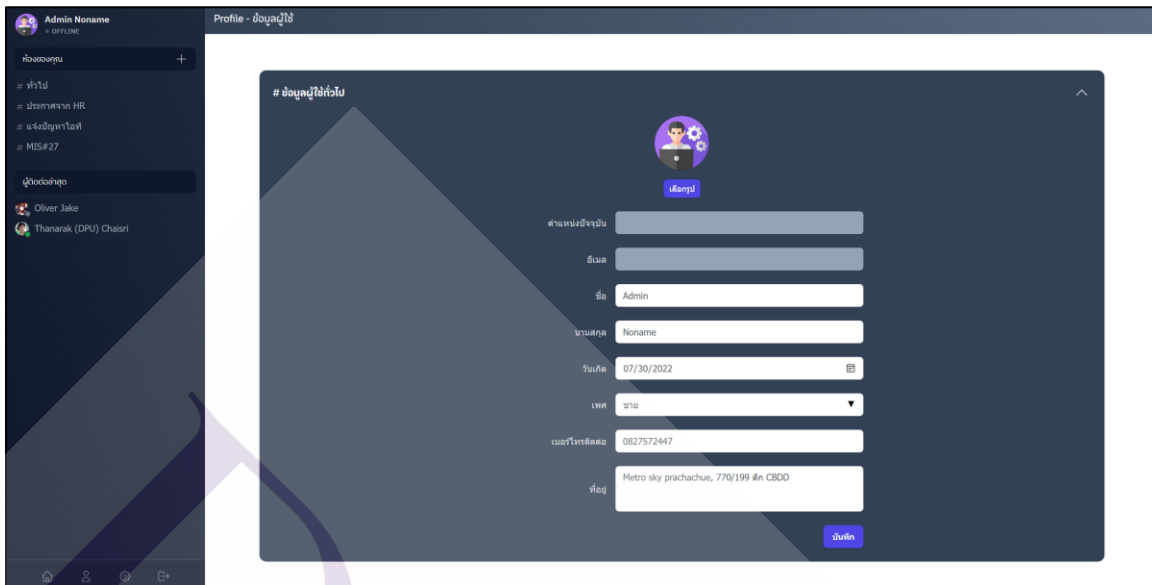 Admin Noname
OFFLINE
Profile - ข้อมูลผู้ใช้
ห้องของคุณ
# ทั่วไป
# ประกาศจาก HR
# แจ้งปัญหาไอที
# MIS#27
ผู้ติดต่อล่าสุด
Oliver Jake
Thanarak (DPU) Chaisri
# ข้อมูลผู้ใช้ทั่วไป
เลือกรูป
ตำแหน่งปัจจุบัน
อีเมล
ชื่อ Admin
นามสกุล Noname
วันเกิด 07/30/2022
เพศ ชาย
เบอร์โทรติดต่อ 0827572447
ที่อยู่ Metro sky prachachue, 770/199 ตึก CBDD
บันทึก